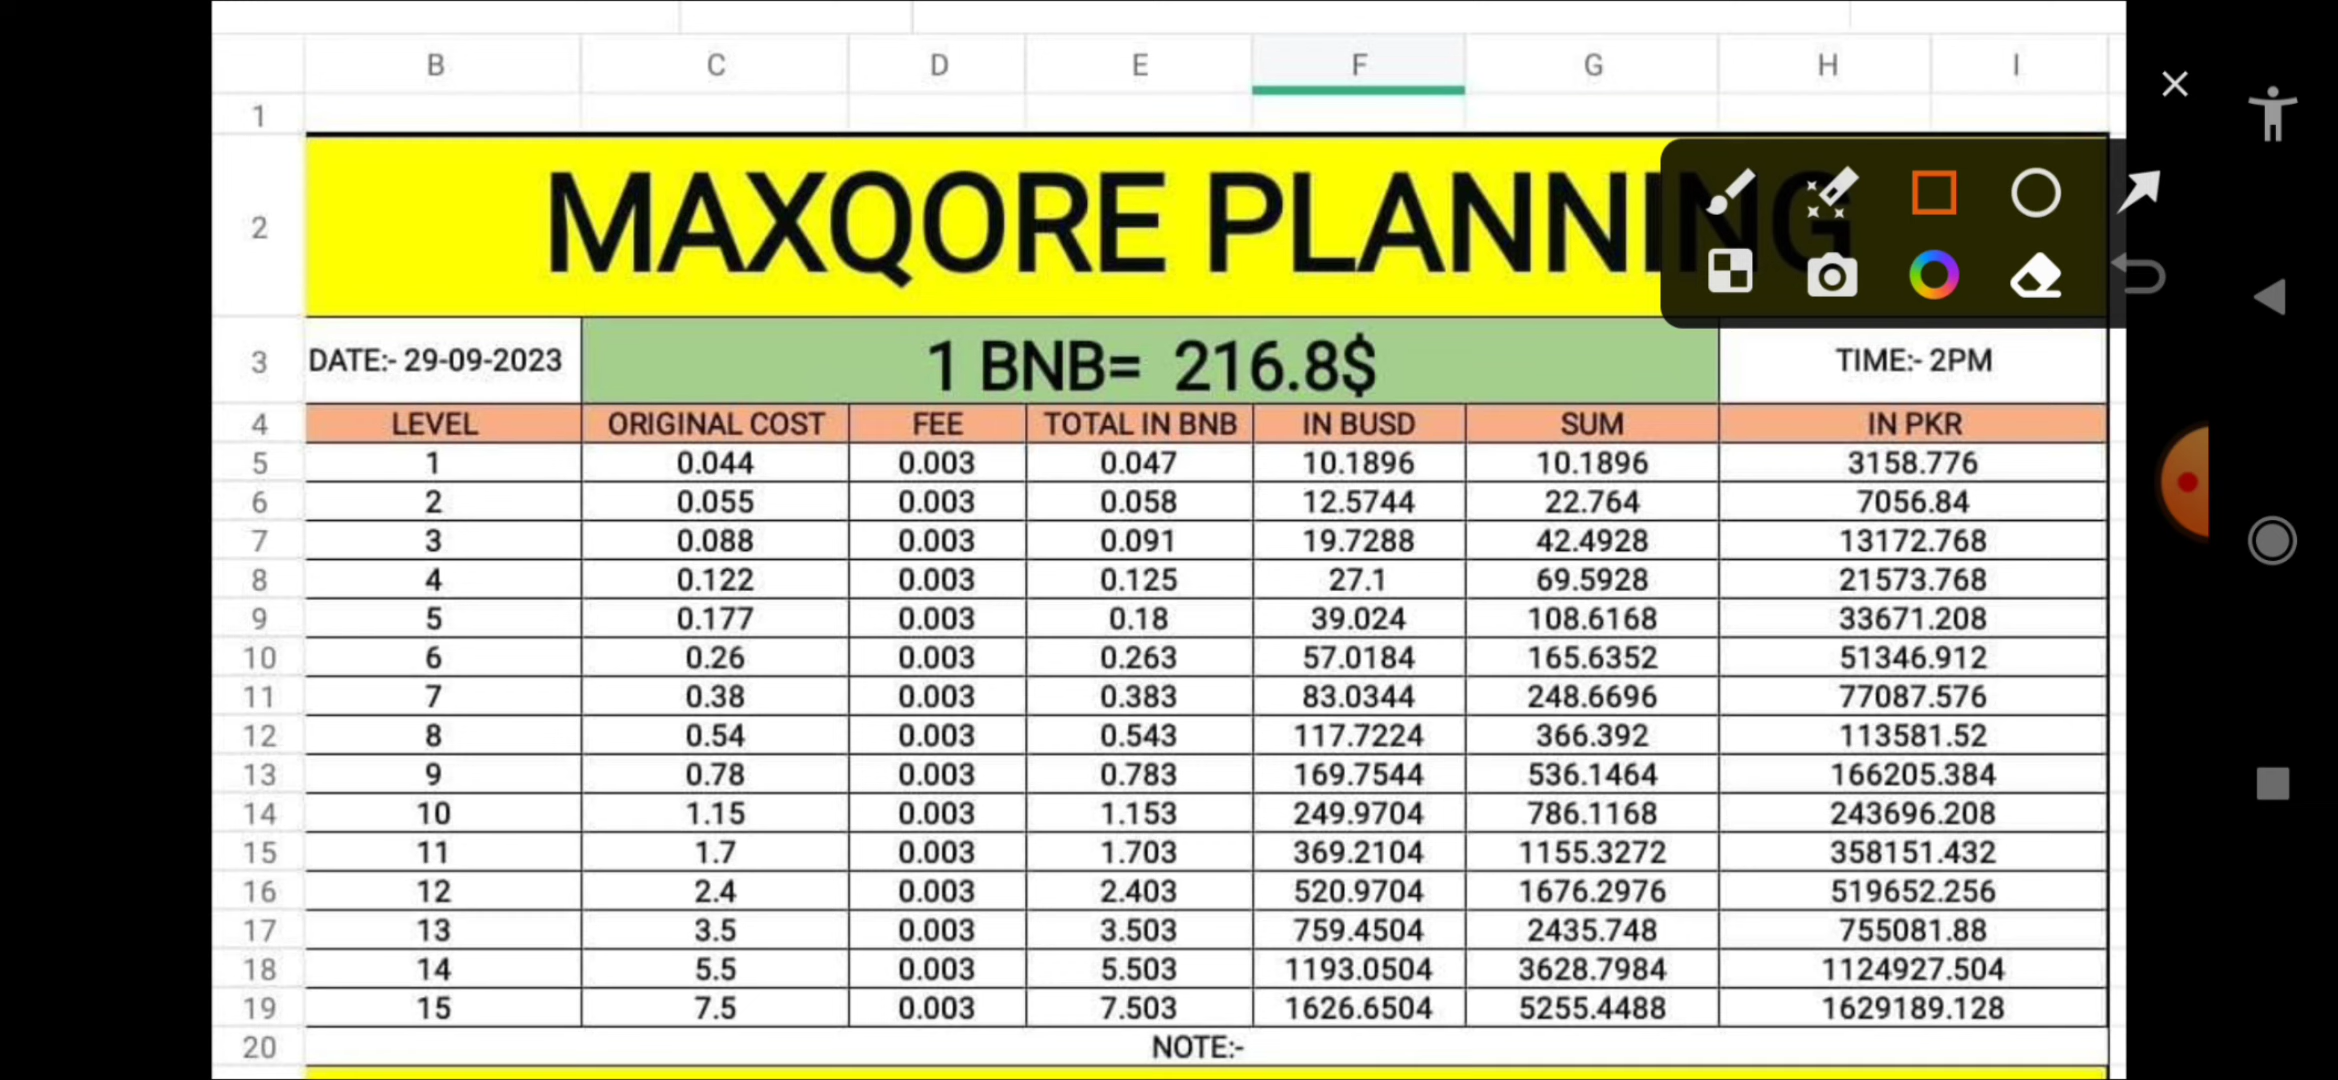 B C D E F G H I
1
2 MAXQORE PLANNING
3 DATE:- 29-09-2023 1 BNB= 216.8$ TIME:- 2PM
4 LEVEL ORIGINAL COST FEE TOTAL IN BNB IN BUSD SUM IN PKR
5 1 0.044 0.003 0.047 10.1896 10.1896 3158.776
6 2 0.055 0.003 0.058 12.5744 22.764 7056.84
7 3 0.088 0.003 0.091 19.7288 42.4928 13172.768
8 4 0.122 0.003 0.125 27.1 69.5928 21573.768
9 5 0.177 0.003 0.18 39.024 108.6168 33671.208
10 6 0.26 0.003 0.263 57.0184 165.6352 51346.912
11 7 0.38 0.003 0.383 83.0344 248.6696 77087.576
12 8 0.54 0.003 0.543 117.7224 366.392 113581.52
13 9 0.78 0.003 0.783 169.7544 536.1464 166205.384
14 10 1.15 0.003 1.153 249.9704 786.1168 243696.208
15 11 1.7 0.003 1.703 369.2104 1155.3272 358151.432
16 12 2.4 0.003 2.403 520.9704 1676.2976 519652.256
17 13 3.5 0.003 3.503 759.4504 2435.748 755081.88
18 14 5.5 0.003 5.503 1193.0504 3628.7984 1124927.504
19 15 7.5 0.003 7.503 1626.6504 5255.4488 1629189.128
20 NOTE:-